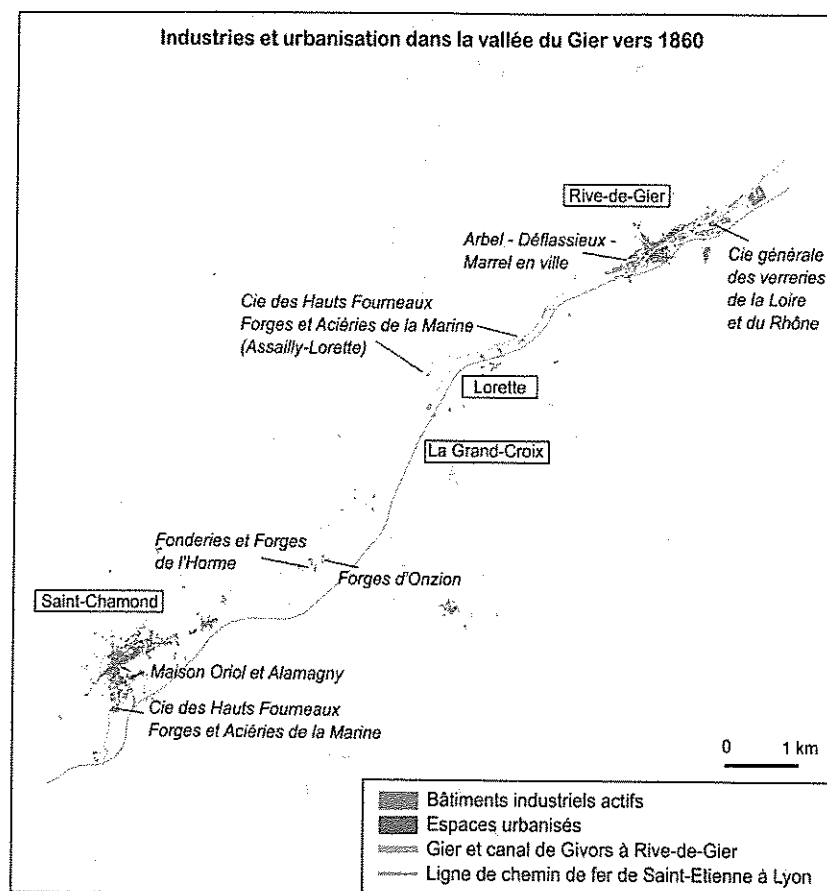 Industries et urbanisation dans la vallée du Gier vers 1860
Rive-de-Gier
Arbel - Déflassieux -
Marrel en ville
Cie générale
des verreries
de la Loire
et du Rhône
Cie des Hauts Fourneaux
Forges et Aciéries de la Marine
(Assailly-Lorette)
Lorette
La Grand-Croix
Fonderies et Forges
de l'Horme
Forges d'Onzion
Saint-Chamond
Maison Oriol et Alamagny
Cie des Hauts Fourneaux
Forges et Aciéries de la Marine
0 1 km
Bâtiments industriels actifs
Espaces urbanisés
Gier et canal de Givors à Rive-de-Gier
Ligne de chemin de fer de Saint-Etienne à Lyon